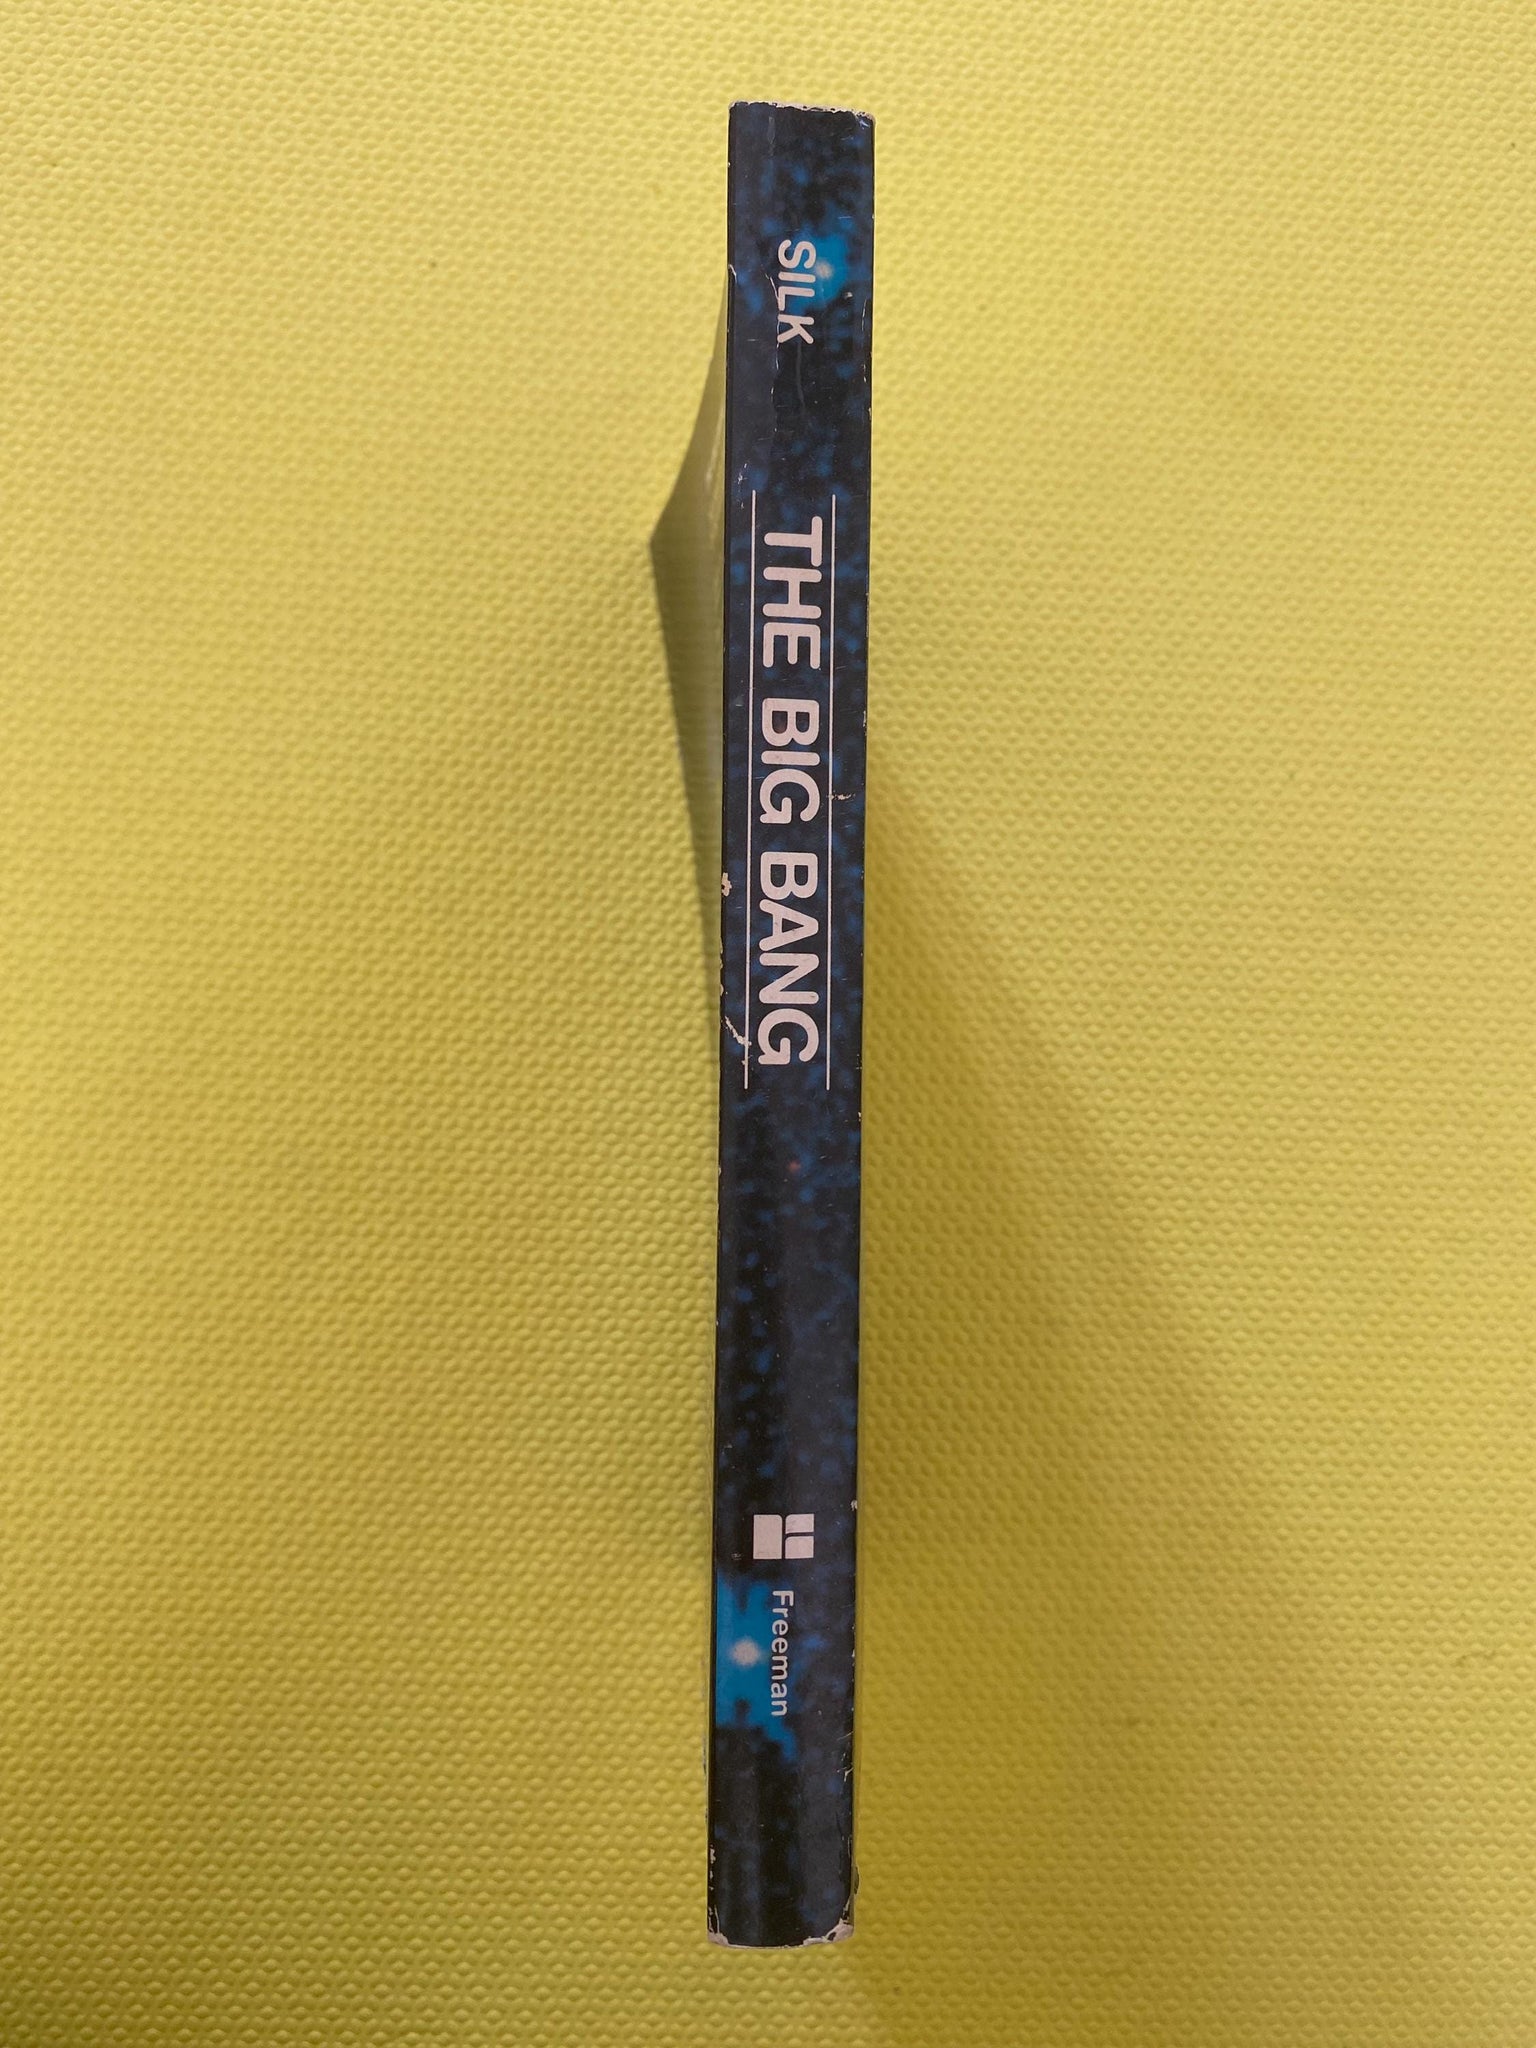 SILK
THE BIG BANG
Freeman